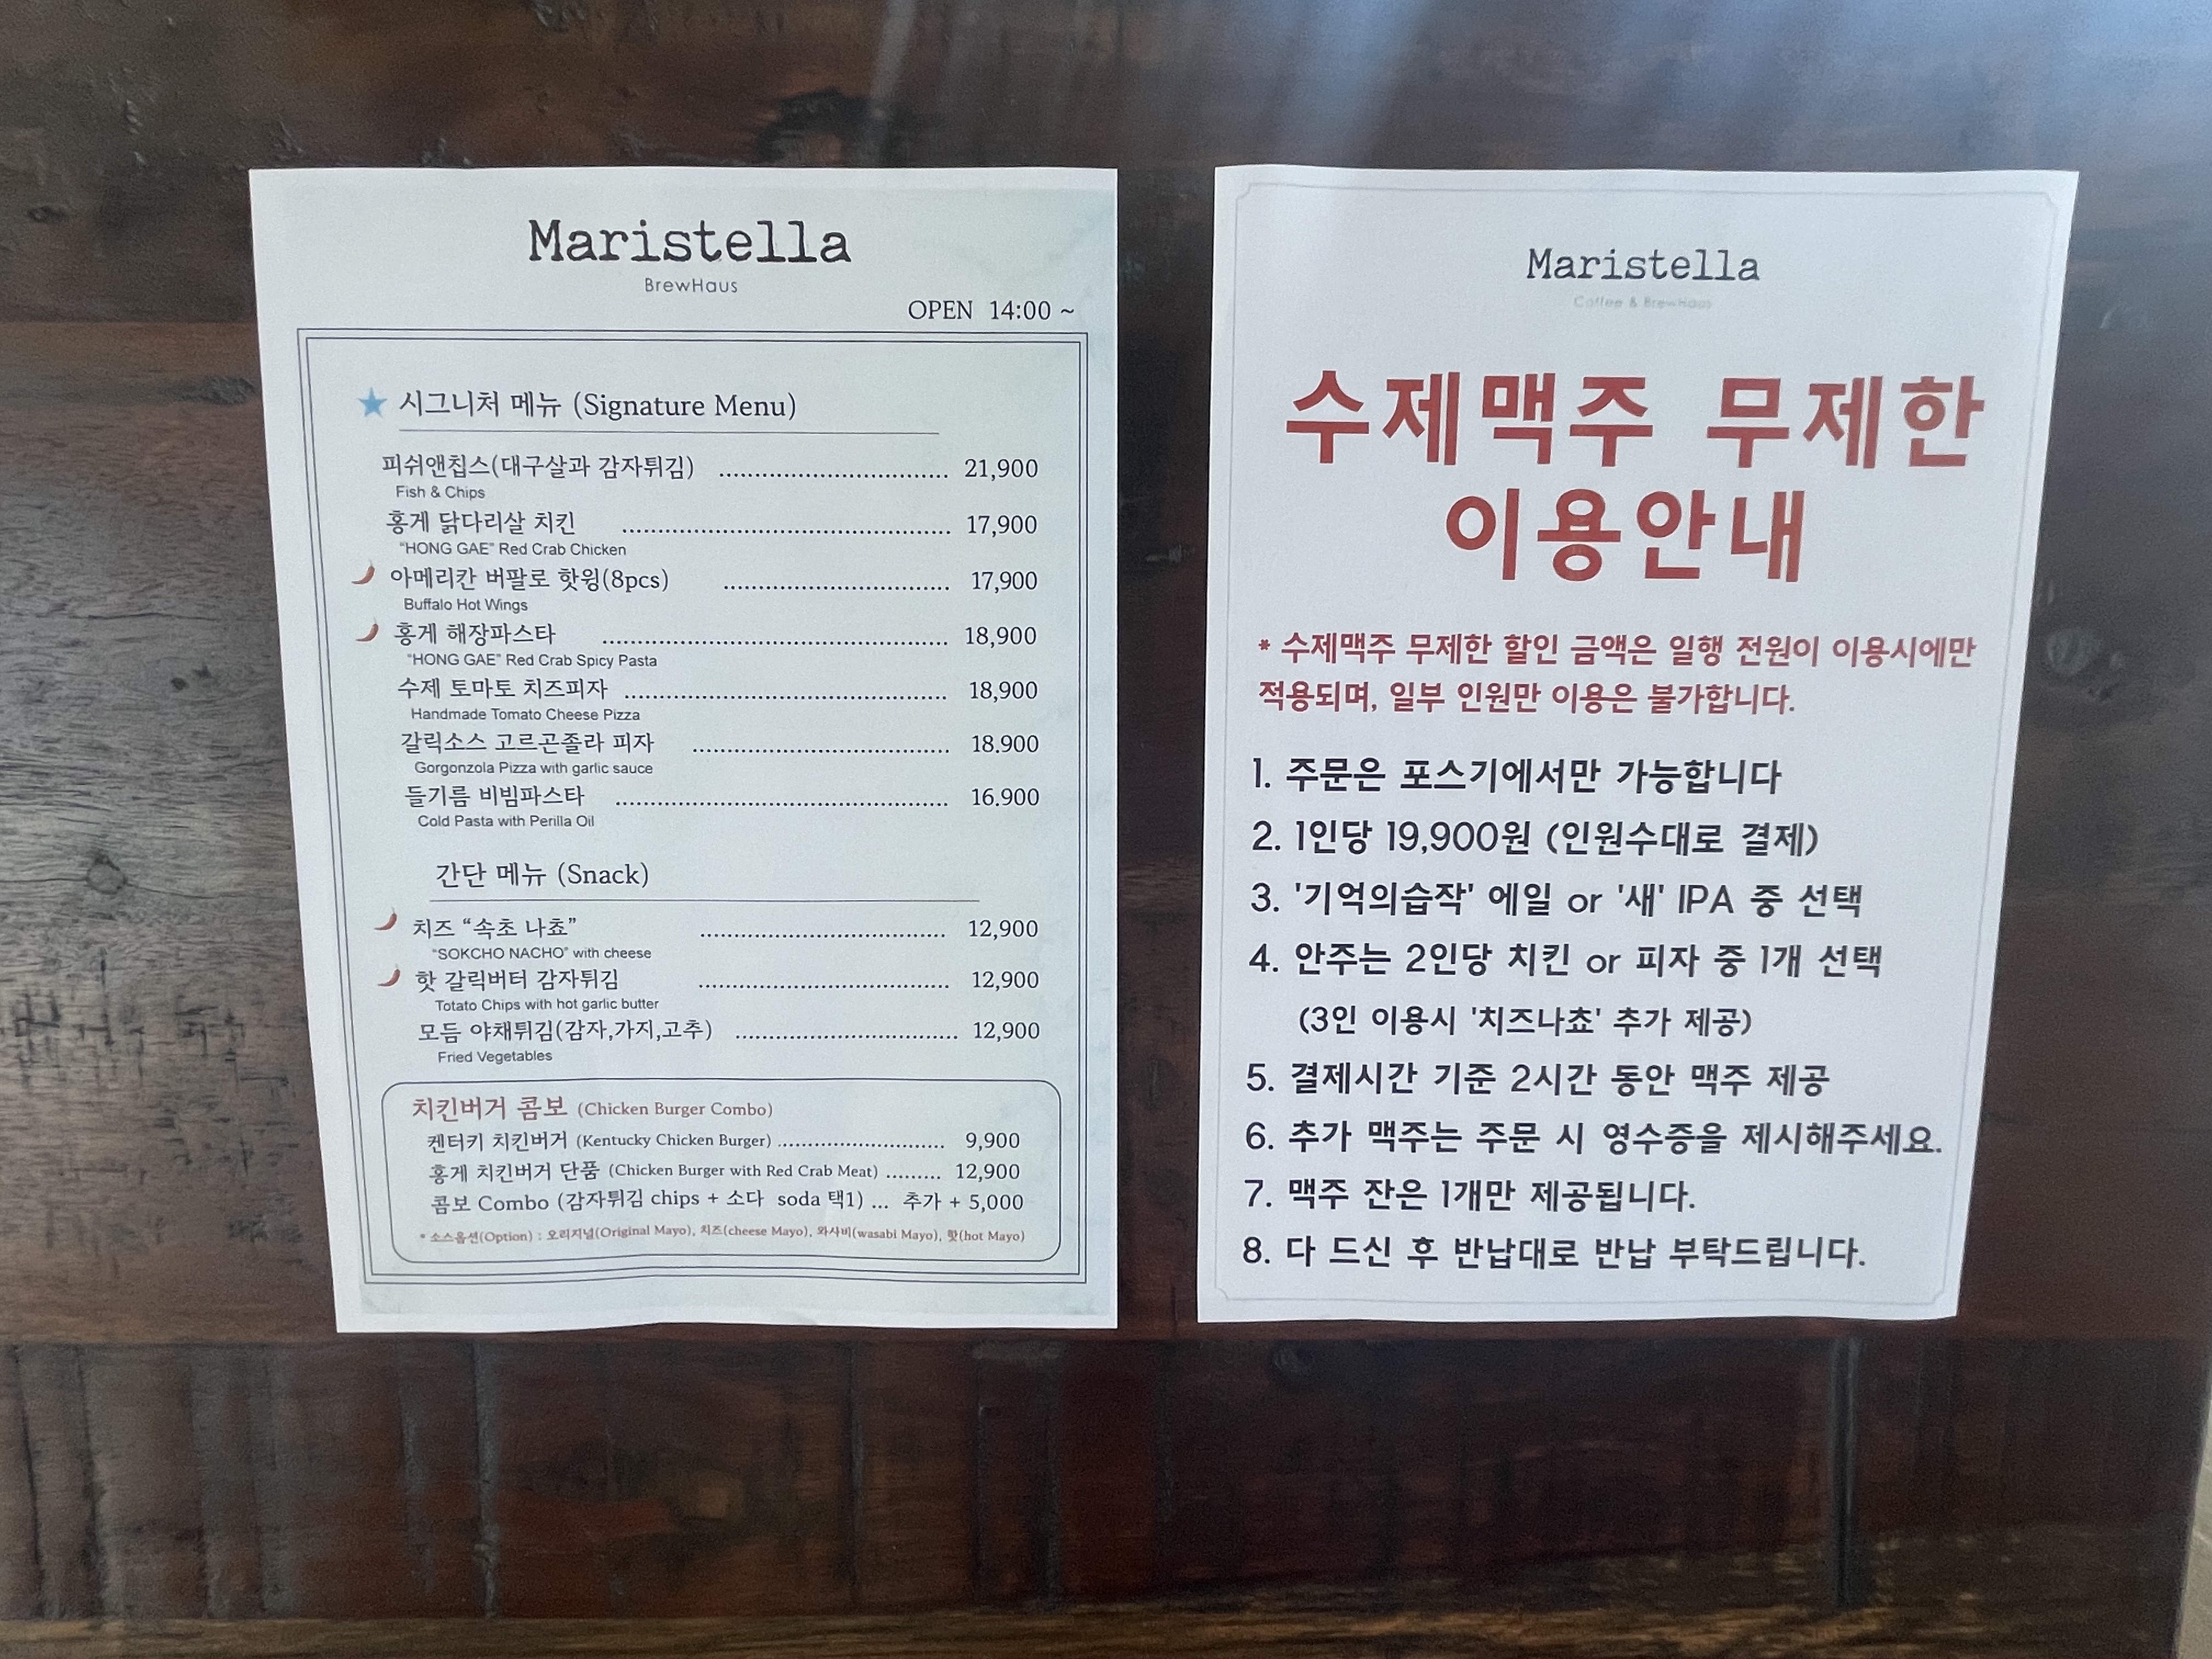 Maristella
BrewHaus
OPEN 14:00 ~
시그니처 메뉴 (Signature Menu)
피쉬앤칩스(대구살과 감자튀김) ........................................ 21,900
Fish & Chips
홍게 닭다리살 치킨 ........................................ 17,900
"HONG GAE" Red Crab Chicken
아메리칸 버팔로 핫윙(8pcs) ........................................ 17,900
Buffalo Hot Wings
홍게 해장파스타 ........................................ 18,900
"HONG GAE" Red Crab Spicy Pasta
수제 토마토 치즈피자 ........................................ 18,900
Handmade Tomato Cheese Pizza
갈릭소스 고르곤졸라 피자 ........................................ 18.900
Gorgonzola Pizza with garlic sauce
들기름 비빔파스타 ........................................ 16.900
Cold Pasta with Perilla Oil
간단 메뉴 (Snack)
치즈 “속초 나쵸” ........................................ 12,900
"SOKCHO NACHO" with cheese
핫 갈릭버터 감자튀김 ........................................ 12,900
Totato Chips with hot garlic butter
모듬 야채튀김(감자,가지,고추) ........................................ 12,900
Fried Vegetables
치킨버거 콤보 (Chicken Burger Combo)
켄터키 치킨버거 (Kentucky Chicken Burger) .............................. 9,900
홍게 치킨버거 단품 (Chicken Burger with Red Crab Meat) ......... 12,900
콤보 Combo (감자튀김 chips + 소다 soda 택1) ... 추가 + 5,000
* 소스옵션(Option) : 오리지널(Original Mayo), 치즈(cheese Mayo), 와사비(wasabi Mayo), 핫(hot Mayo)
Maristella
Coffee & BrewHaus
수제맥주 무제한
이용안내
* 수제맥주 무제한 할인 금액은 일행 전원이 이용시에만
적용되며, 일부 인원만 이용은 불가합니다.
1. 주문은 포스기에서만 가능합니다
2. 1인당 19,900원 (인원수대로 결제)
3. '기억의습작' 에일 or '새' IPA 중 선택
4. 안주는 2인당 치킨 or 피자 중 1개 선택
(3인 이용시 '치즈나쵸' 추가 제공)
5. 결제시간 기준 2시간 동안 맥주 제공
6. 추가 맥주는 주문 시 영수증을 제시해주세요.
7. 맥주 잔은 1개만 제공됩니다.
8. 다 드신 후 반납대로 반납 부탁드립니다.